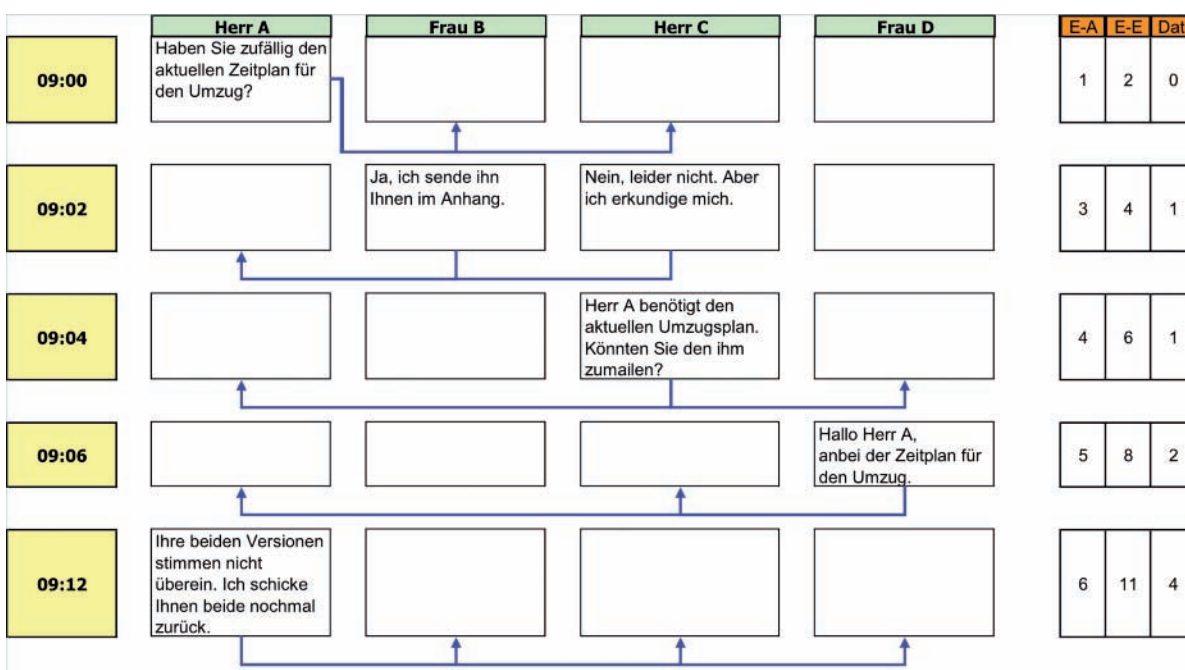 Herr A
Frau B
Herr C
Frau D
E-A
E-E
Dat
09:00
Haben Sie zufällig den
aktuellen Zeitplan für
den Umzug?
1
2
0
09:02
Ja, ich sende ihn
Ihnen im Anhang.
Nein, leider nicht. Aber
ich erkundige mich.
3
4
1
09:04
Herr A benötigt den
aktuellen Umzugsplan.
Könnten Sie den ihm
zumailen?
4
6
1
09:06
Hallo Herr A,
anbei der Zeitplan für
den Umzug.
5
8
2
09:12
Ihre beiden Versionen
stimmen nicht
überein. Ich schicke
Ihnen beide nochmal
zurück.
6
11
4